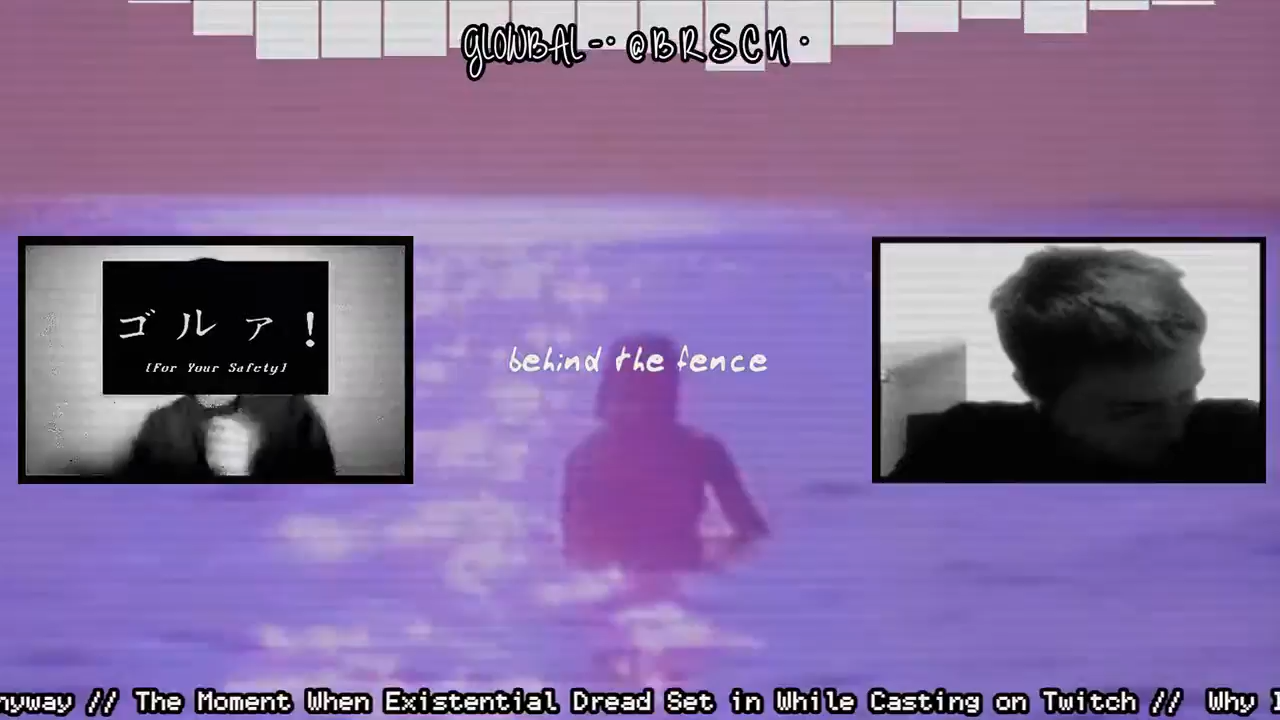 GLOWBAL -· @BRSCN ·
ゴルァ！
[For Your Safety]
behind the fence
nyway // The Moment When Existential Dread Set in While Casting on Twitch // Why